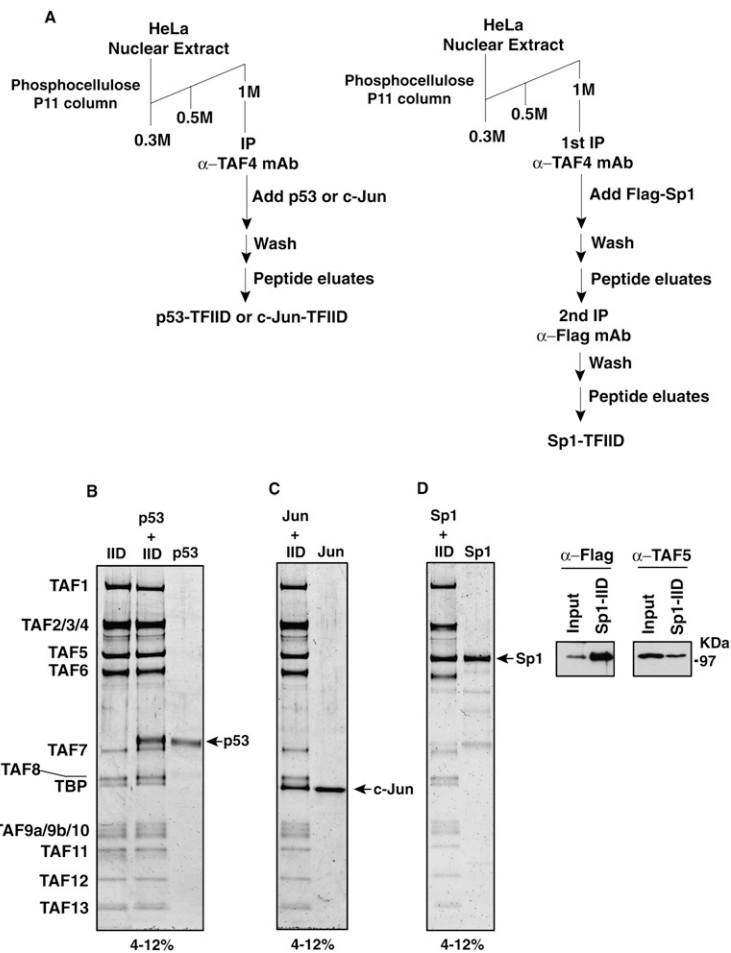 A
HeLa
Nuclear Extract
Phosphocellulose
P11 column
0.3M
0.5M
1M
IP
α–TAF4 mAb
Add p53 or c-Jun
Wash
Peptide eluates
p53-TFIID or c-Jun-TFIID
HeLa
Nuclear Extract
Phosphocellulose
P11 column
0.3M
0.5M
1M
1st IP
α–TAF4 mAb
Add Flag-Sp1
Wash
Peptide eluates
2nd IP
α–Flag mAb
Wash
Peptide eluates
Sp1-TFIID
B
p53
+
IID IID p53
TAF1
TAF2/3/4
TAF5
TAF6
TAF7
TAF8
TBP
TAF9a/9b/10
TAF11
TAF12
TAF13
p53
4-12%
C
Jun
+
IID Jun
c-Jun
4-12%
D
Sp1
+
IID Sp1
Sp1
4-12%
α–Flag α–TAF5
Input Sp1-IID Input Sp1-IID
KDa
-97